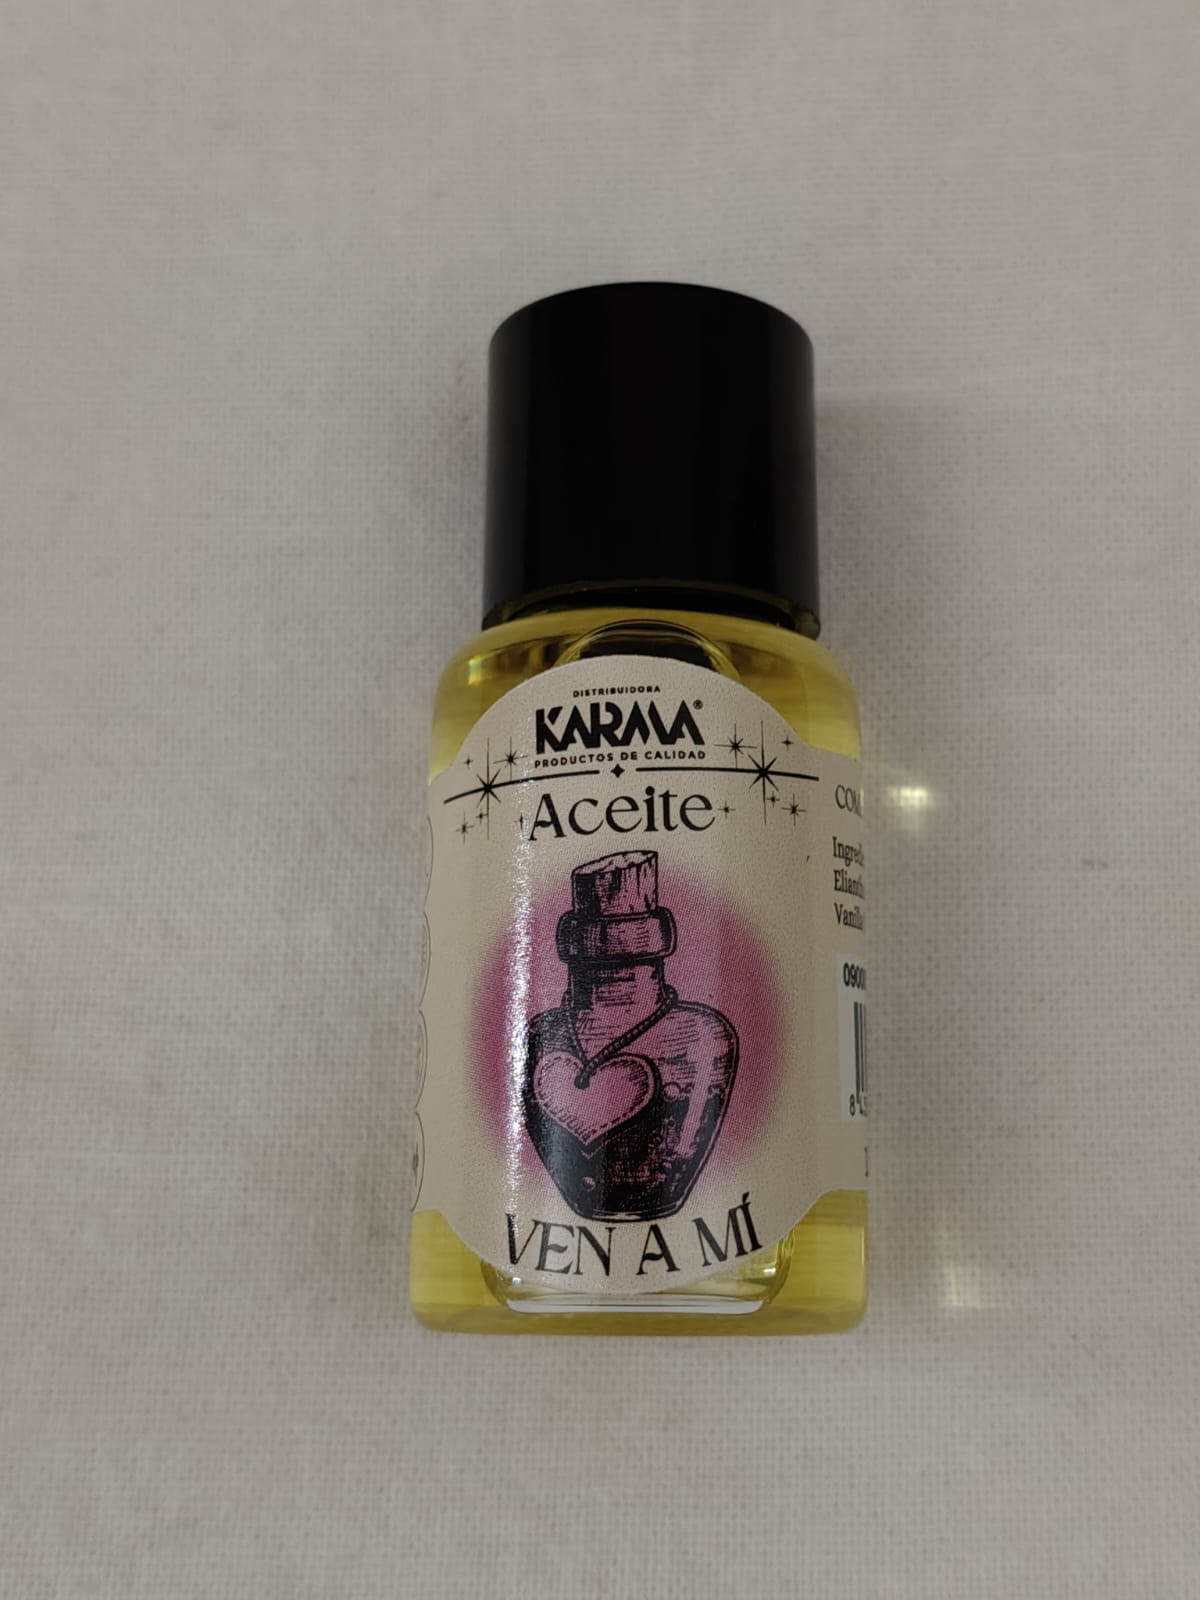 DISTRIBUIDORA
KARMA®
PRODUCTOS DE CALIDAD
Aceite
VEN A MÍ